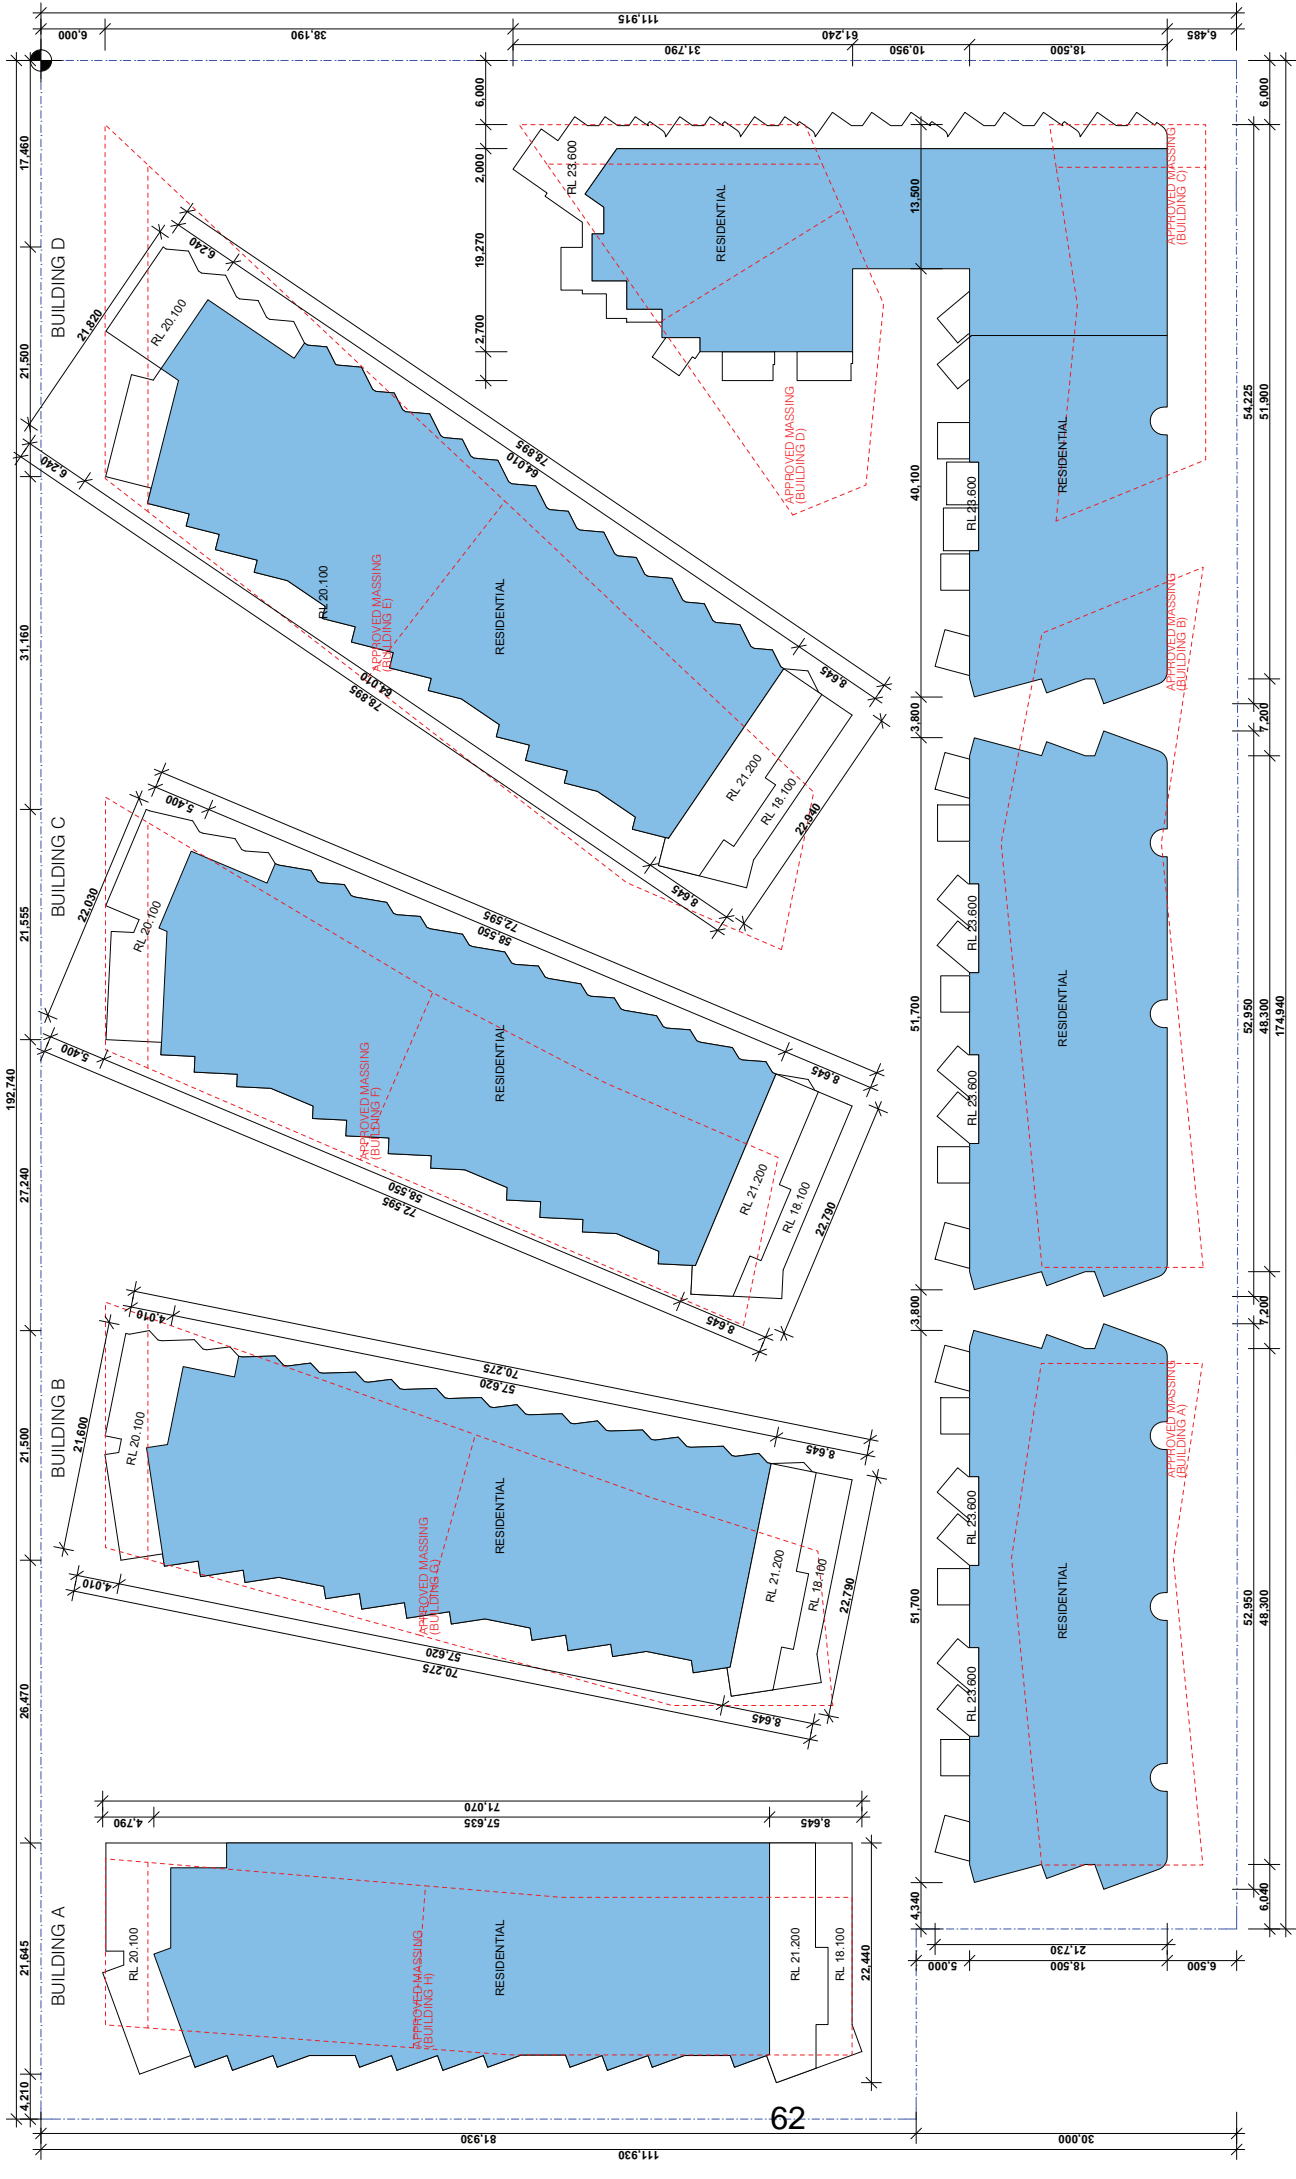 111,915
6,000
38,190
61,240
31,790
10,950
18,500
6,485
192,740
17,460
21,500
31,160
21,555
27,240
21,500
26,470
21,645
4,210
BUILDING D
21,820
6,240
6,240
RL 20.100
RL 20.100
78,895
64,010
APPROVED MASSING
(BUILDING E)
RESIDENTIAL
64,010
78,895
8,645
8,645
RL 21.200
RL 18.100
22,940
6,000
2,000
19,270
2,700
RL 23.600
RESIDENTIAL
13,500
APPROVED MASSING
(BUILDING C)
APPROVED MASSING
(BUILDING D)
40,100
RL 23.600
RESIDENTIAL
APPROVED MASSING
(BUILDING B)
6,000
54,225
51,900
3,800
7,200
BUILDING C
22,030
5,400
5,400
RL 20.100
72,595
58,550
APPROVED MASSING
(BUILDING F)
RESIDENTIAL
58,550
72,595
8,645
8,645
RL 21.200
RL 18.100
22,790
51,700
RL 23.600
RL 23.600
RESIDENTIAL
52,950
48,300
174,940
3,800
7,200
BUILDING B
21,600
4,010
4,010
RL 20.100
70,275
57,620
APPROVED MASSING
(BUILDING G)
RESIDENTIAL
57,620
70,275
8,645
8,645
RL 21.200
RL 18.100
22,790
51,700
RL 23.600
RL 23.600
RESIDENTIAL
APPROVED MASSING
(BUILDING A)
52,950
48,300
4,340
6,040
BUILDING A
71,070
4,790
57,635
8,645
RL 20.100
APPROVED MASSING
(BUILDING H)
RESIDENTIAL
RL 21.200
RL 18.100
22,440
21,730
5,000
18,500
6,500
62
81,930
30,000
111,930